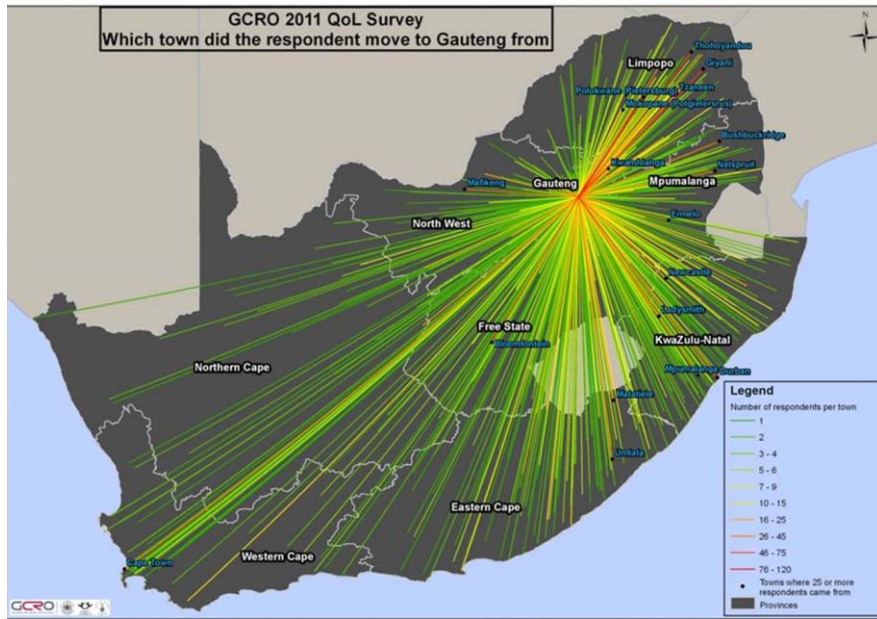 GCRO 2011 QoL Survey
Which town did the respondent move to Gauteng from
N
Thohoyandou
Limpopo
Giyani
Polokwane (Pietersburg)
Tzaneen
Mokopane (Potgietersrus)
Bushbuckridge
Kwamhlanga
Nelspruit
Mafikeng
Gauteng
Mpumalanga
North West
Ermelo
Newcastle
Ladysmith
Free State
KwaZulu-Natal
Bloemfontein
Northern Cape
Mpumalanga
Durban
Matatiele
Umtata
Eastern Cape
Western Cape
Cape Town
Legend
Number of respondents per town
1
2
3 - 4
5 - 6
7 - 9
10 - 15
16 - 25
26 - 45
46 - 75
76 - 120
Towns where 25 or more
respondents came from
Provinces
GCRO